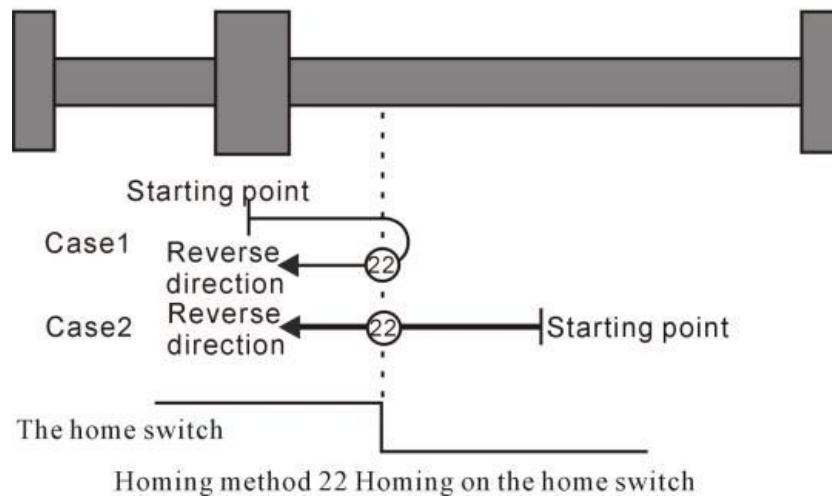 Starting point
Case1
Reverse
direction
22
Case2
Reverse
direction
22
Starting point
The home switch
Homing method 22 Homing on the home switch